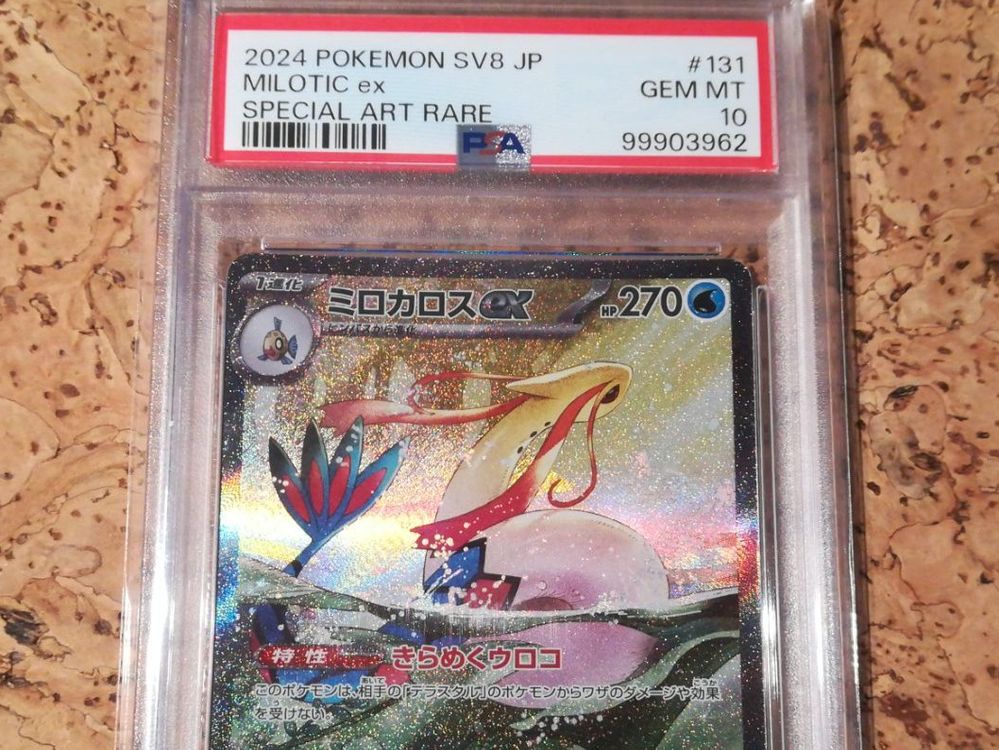 2024 POKEMON SV8 JP #131
MILOTIC ex GEM MT
SPECIAL ART RARE 10
PSA 99903962
1進化 ミロカロスex HP270
ヒンバスから進化
特性 きらめくウロコ
このポケモンは、相手の「テラスタル」のポケモンからワザのダメージや効果
を受けない。